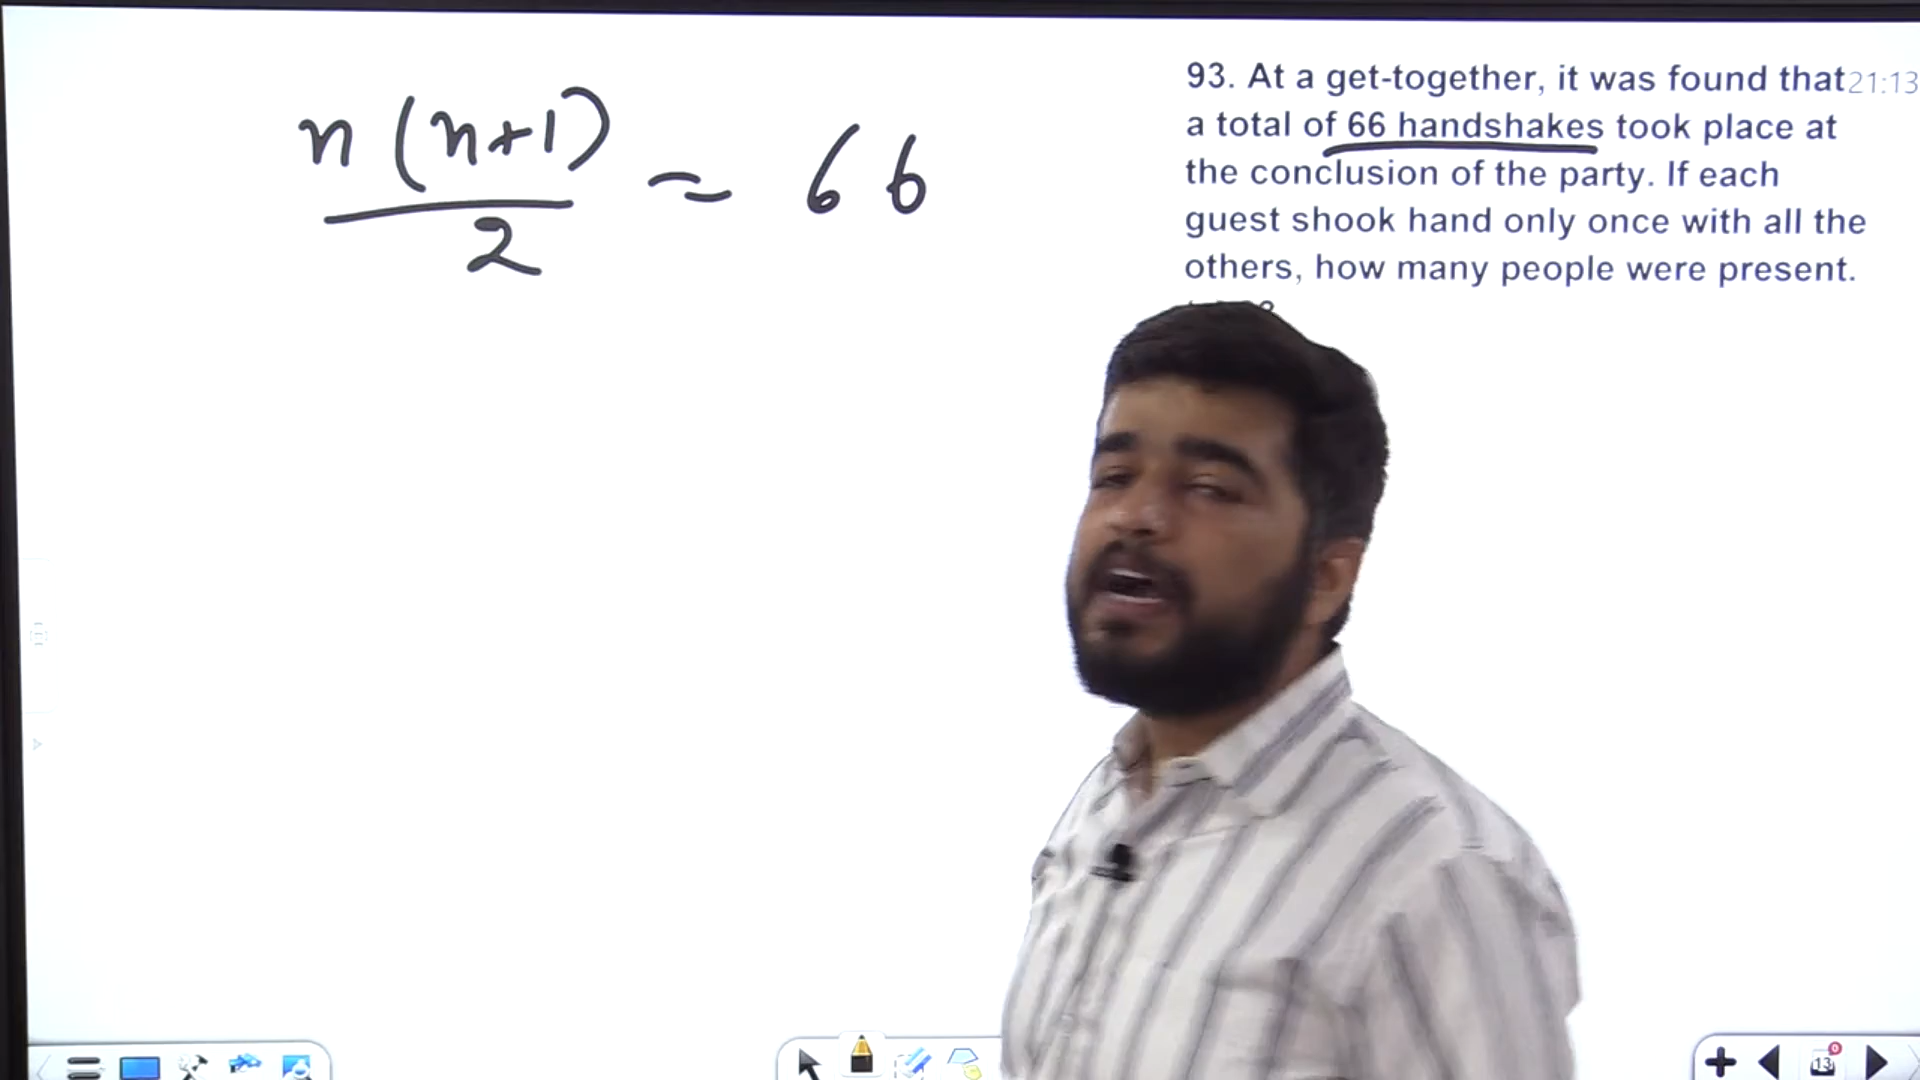 n(n+1)
2
= 66
93. At a get-together, it was found that 21:13
a total of 66 handshakes took place at
the conclusion of the party. If each
guest shook hand only once with all the
others, how many people were present.
13
0